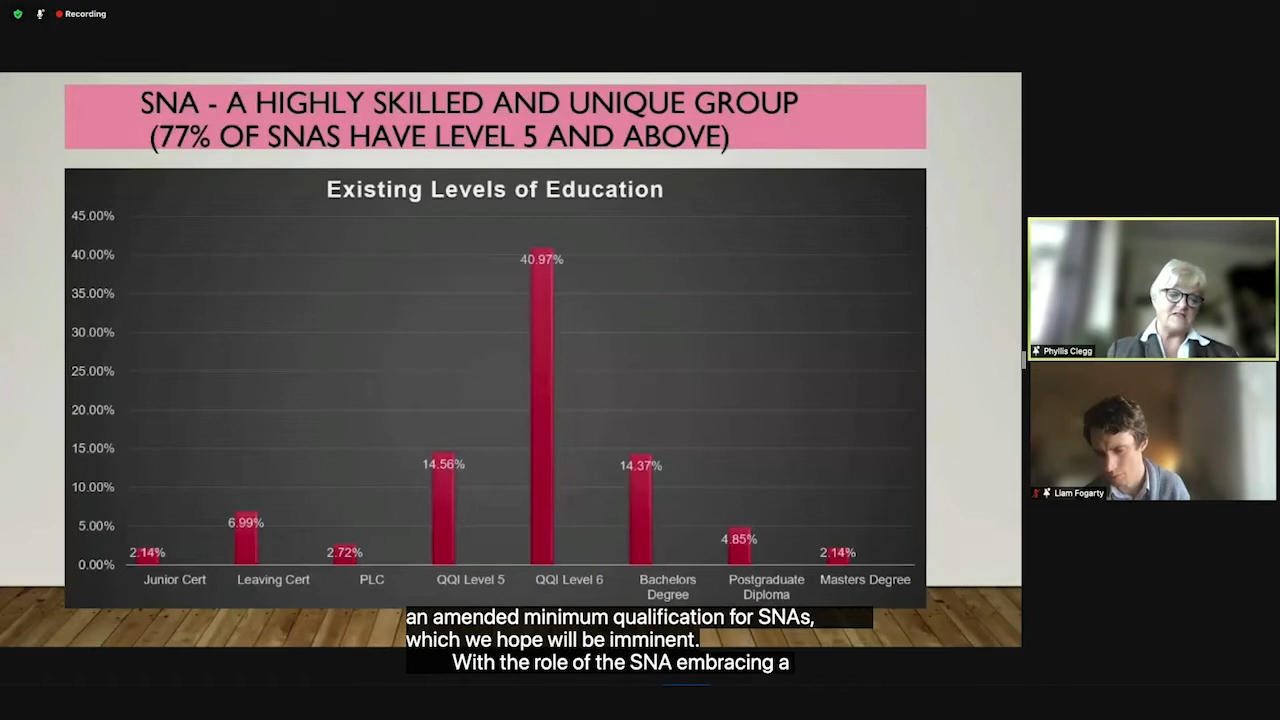 Recording
SNA - A HIGHLY SKILLED AND UNIQUE GROUP
(77% OF SNAS HAVE LEVEL 5 AND ABOVE)
Existing Levels of Education
45.00%
40.00%
35.00%
30.00%
25.00%
20.00%
15.00%
10.00%
5.00%
0.00%
2.14%
6.99%
2.72%
14.56%
40.97%
14.37%
4.85%
2.14%
Junior Cert
Leaving Cert
PLC
QQI Level 5
QQI Level 6
Bachelors
Degree
Postgraduate
Diploma
Masters Degree
an amended minimum qualification for SNAs,
which we hope will be imminent.
With the role of the SNA embracing a
Phyllis Clegg
Liam Fogarty